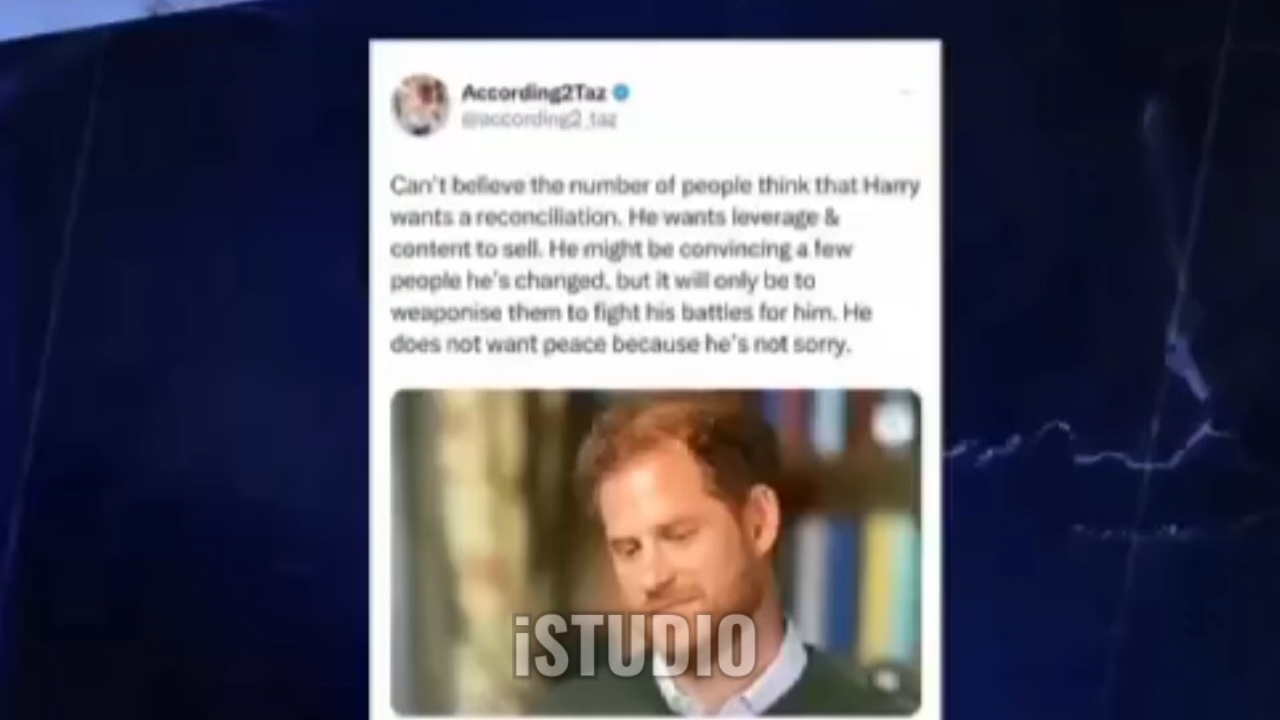 According2Taz
@according2_taz
Can't believe the number of people think that Harry
wants a reconciliation. He wants leverage &
content to sell. He might be convincing a few
people he's changed, but it will only be to
weaponise them to fight his battles for him. He
does not want peace because he's not sorry.
iSTUDIO